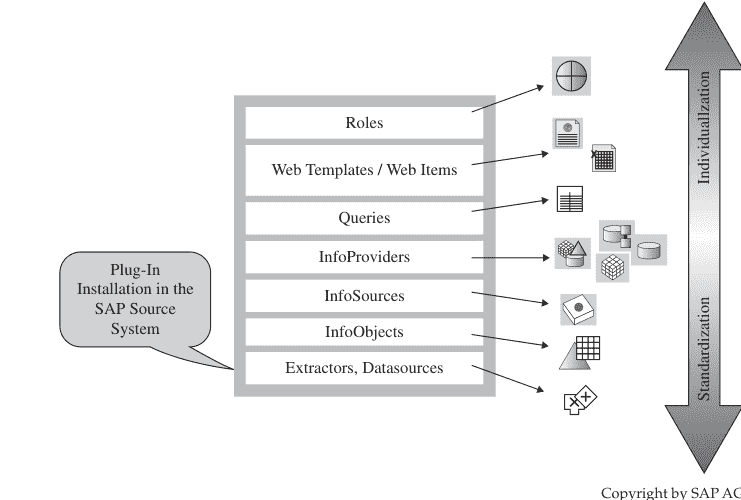 Roles
Web Templates / Web Items
Queries
InfoProviders
InfoSources
InfoObjects
Extractors, Datasources
Plug-In
Installation in the
SAP Source
System
Individualization
Standardization
Copyright by SAP AG